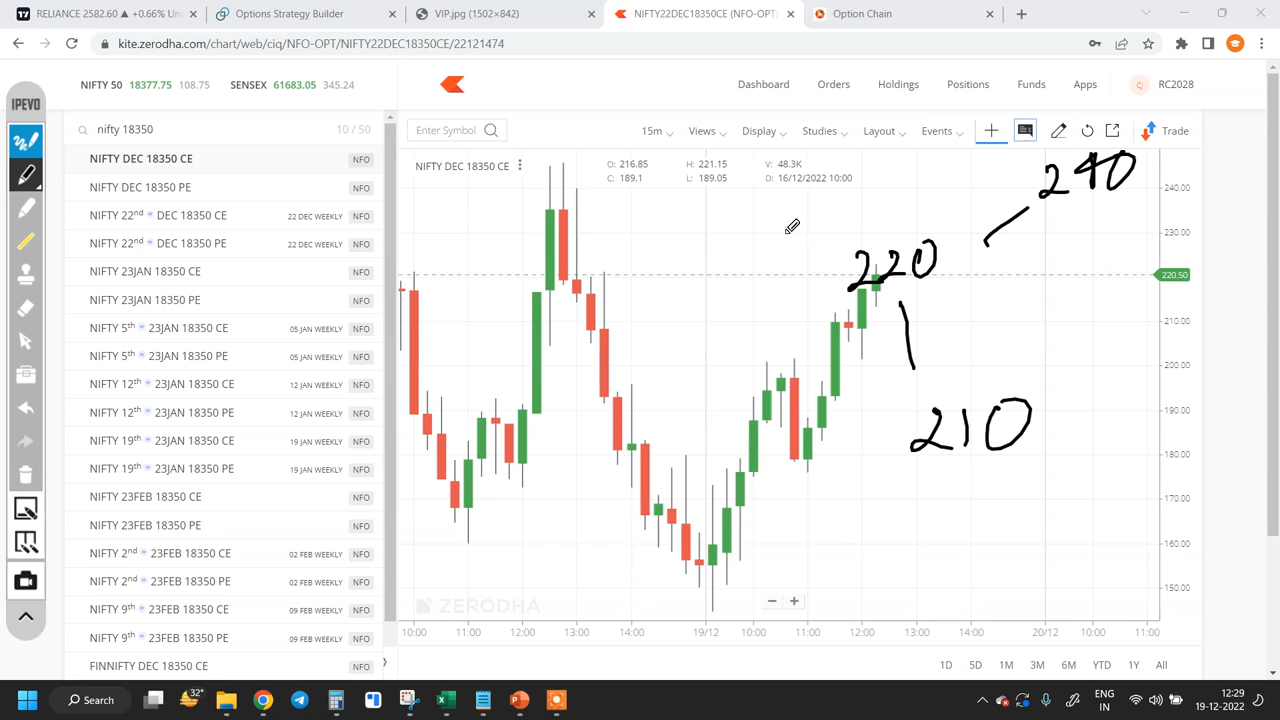 RELIANCE 2582.60 ▲ +0.66% Un
Options Strategy Builder
VIP.jpg (1502×842)
NIFTY22DEC18350CE (NFO-OPT)
Option Chain
kite.zerodha.com/chart/web/ciq/NFO-OPT/NIFTY22DEC18350CE/22121474
NIFTY 50 18377.75 108.75 SENSEX 61683.05 345.24
Dashboard Orders Holdings Positions Funds Apps RC2028
IPEVO
nifty 18350 10 / 50
Enter Symbol 15m Views Display Studies Layout Events Trade
NIFTY DEC 18350 CE NFO
NIFTY DEC 18350 PE NFO
NIFTY 22nd w DEC 18350 CE 22 DEC WEEKLY NFO
NIFTY 22nd w DEC 18350 PE 22 DEC WEEKLY NFO
NIFTY 23JAN 18350 CE NFO
NIFTY 23JAN 18350 PE NFO
NIFTY 5th w 23JAN 18350 CE 05 JAN WEEKLY NFO
NIFTY 5th w 23JAN 18350 PE 05 JAN WEEKLY NFO
NIFTY 12th w 23JAN 18350 CE 12 JAN WEEKLY NFO
NIFTY 12th w 23JAN 18350 PE 12 JAN WEEKLY NFO
NIFTY 19th w 23JAN 18350 CE 19 JAN WEEKLY NFO
NIFTY 19th w 23JAN 18350 PE 19 JAN WEEKLY NFO
NIFTY 23FEB 18350 CE NFO
NIFTY 23FEB 18350 PE NFO
NIFTY 2nd w 23FEB 18350 CE 02 FEB WEEKLY NFO
NIFTY 2nd w 23FEB 18350 PE 02 FEB WEEKLY NFO
NIFTY 9th w 23FEB 18350 CE 09 FEB WEEKLY NFO
NIFTY 9th w 23FEB 18350 PE 09 FEB WEEKLY NFO
FINNIFTY DEC 18350 CE NFO
NIFTY DEC 18350 CE
O: 216.85 H: 221.15 V: 48.3K
C: 189.1 L: 189.05 D: 16/12/2022 10:00
240
220
210
240.00
230.00
220.50
210.00
200.00
190.00
180.00
170.00
160.00
150.00
ZERODHA
10:00 11:00 12:00 13:00 14:00 19/12 10:00 11:00 12:00 13:00 14:00 20/12 10:00 11:00
1D 5D 1M 3M 6M YTD 1Y All
Search
32°
ENG
IN
12:29
19-12-2022